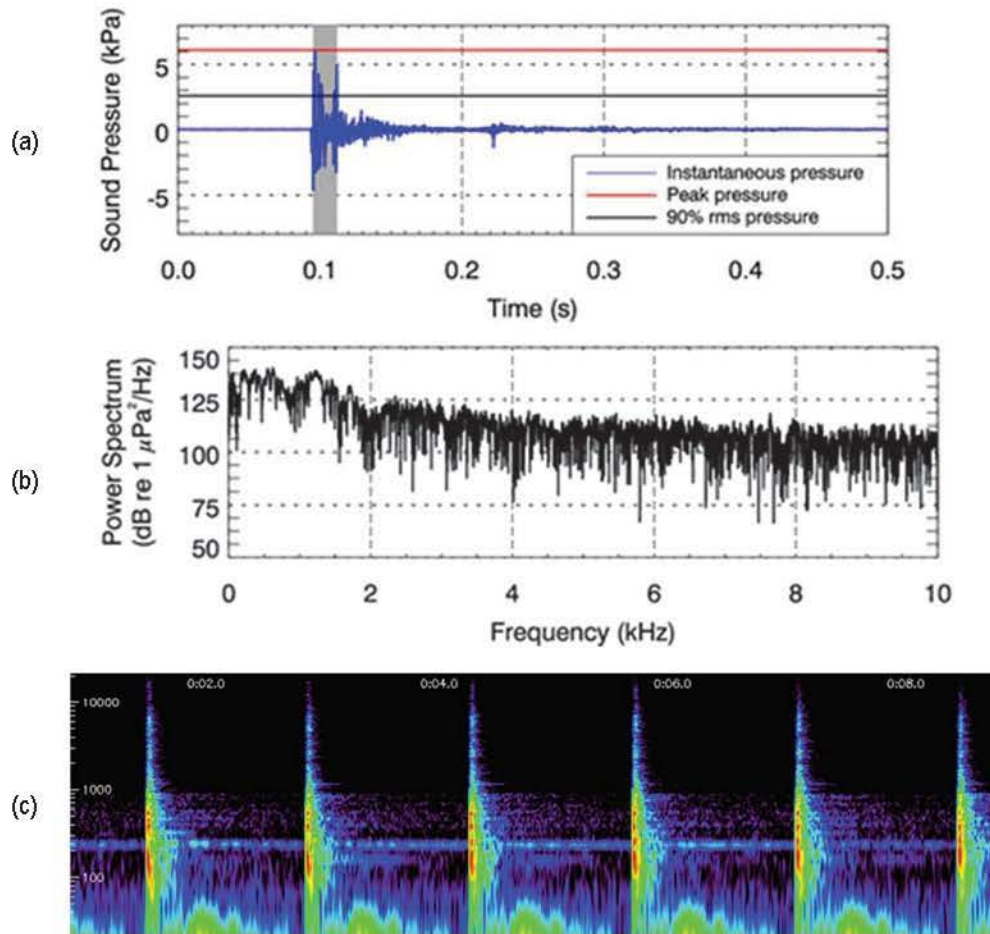 (a)
Sound Pressure (kPa)
5
0
-5
Instantaneous pressure
Peak pressure
90% rms pressure
0.0 0.1 0.2 0.3 0.4 0.5
Time (s)
(b)
Power Spectrum
(dB re 1 μPa²/Hz)
150
125
100
75
50
0 2 4 6 8 10
Frequency (kHz)
(c)
0:02.0 0:04.0 0:06.0 0:08.0
10000
1000
100